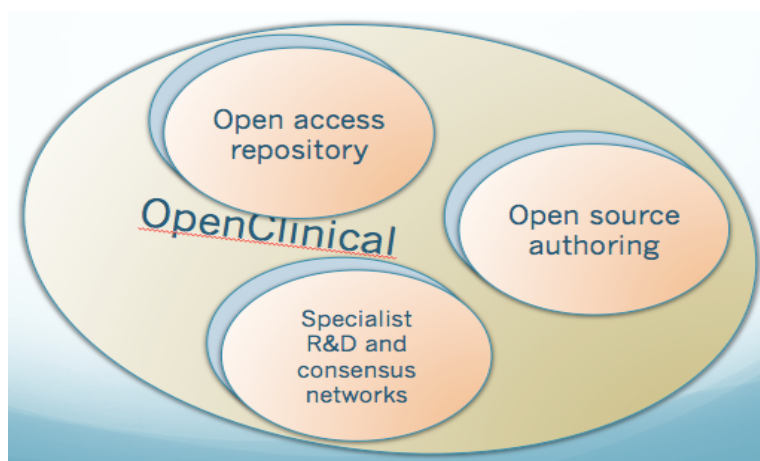 Open access
repository
OpenClinical
Open source
authoring
Specialist
R&D and
consensus
networks